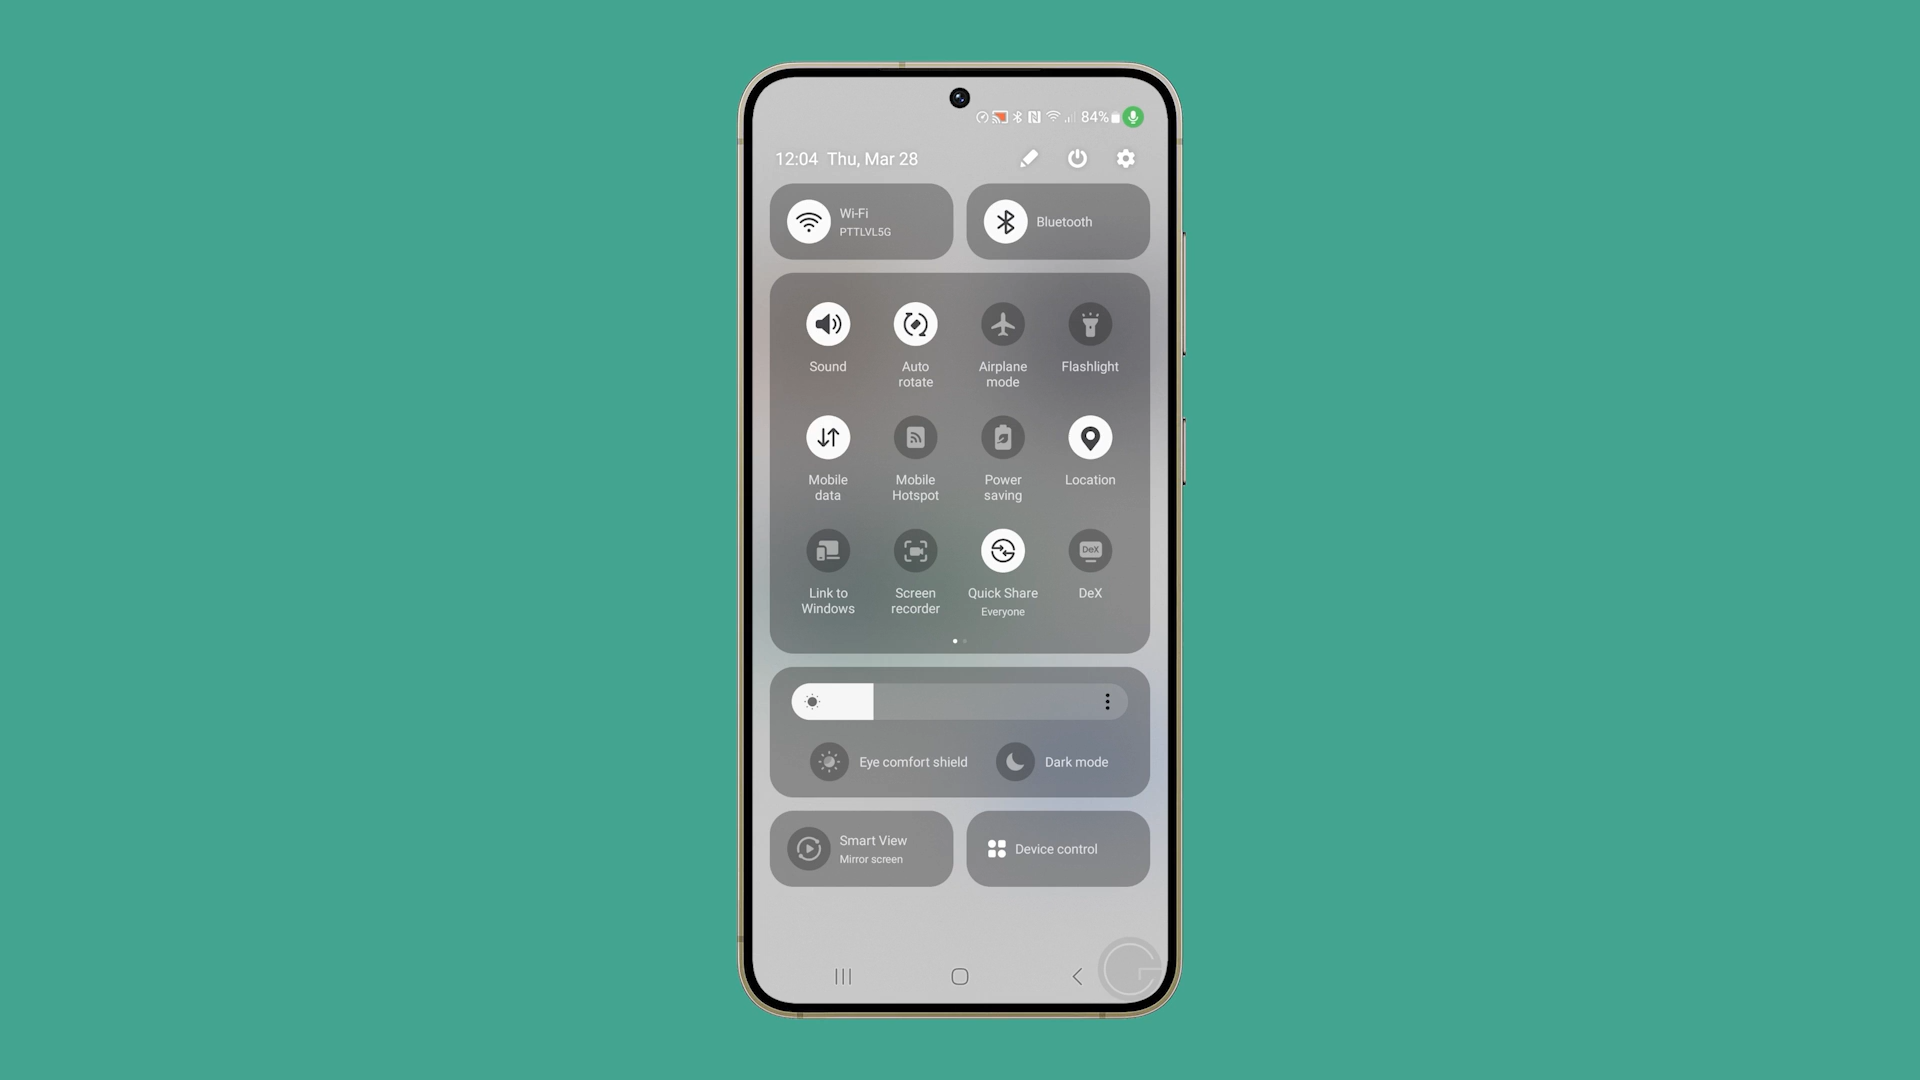 84%
12:04 Thu, Mar 28
Wi-Fi
PTTLVL5G
Bluetooth
Sound
Auto
rotate
Airplane
mode
Flashlight
Mobile
data
Mobile
Hotspot
Power
saving
Location
Link to
Windows
Screen
recorder
Quick Share
Everyone
DeX
DeX
Eye comfort shield
Dark mode
Smart View
Mirror screen
Device control